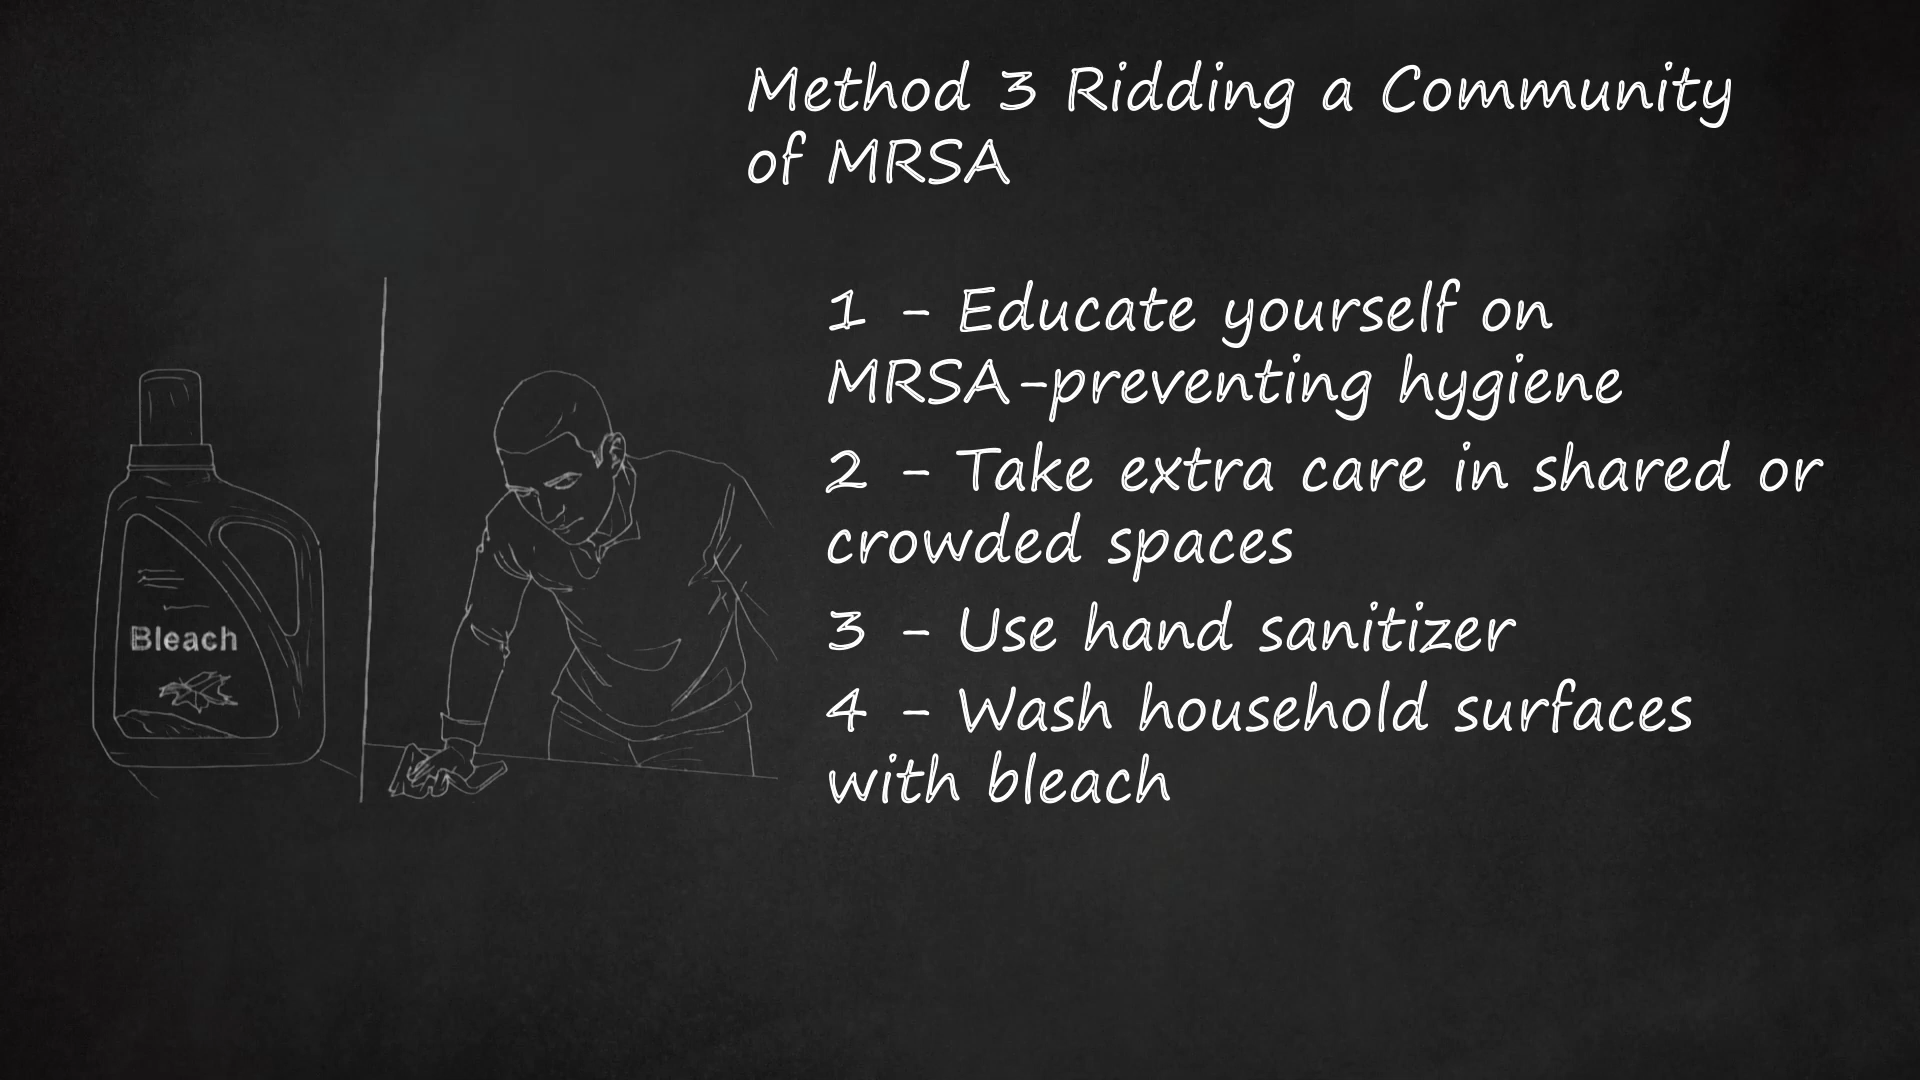 Method 3 Ridding a Community
of MRSA
1 - Educate yourself on
MRSA-preventing hygiene
2 - Take extra care in shared or
crowded spaces
3 - Use hand sanitizer
4 - Wash household surfaces
with bleach
Bleach